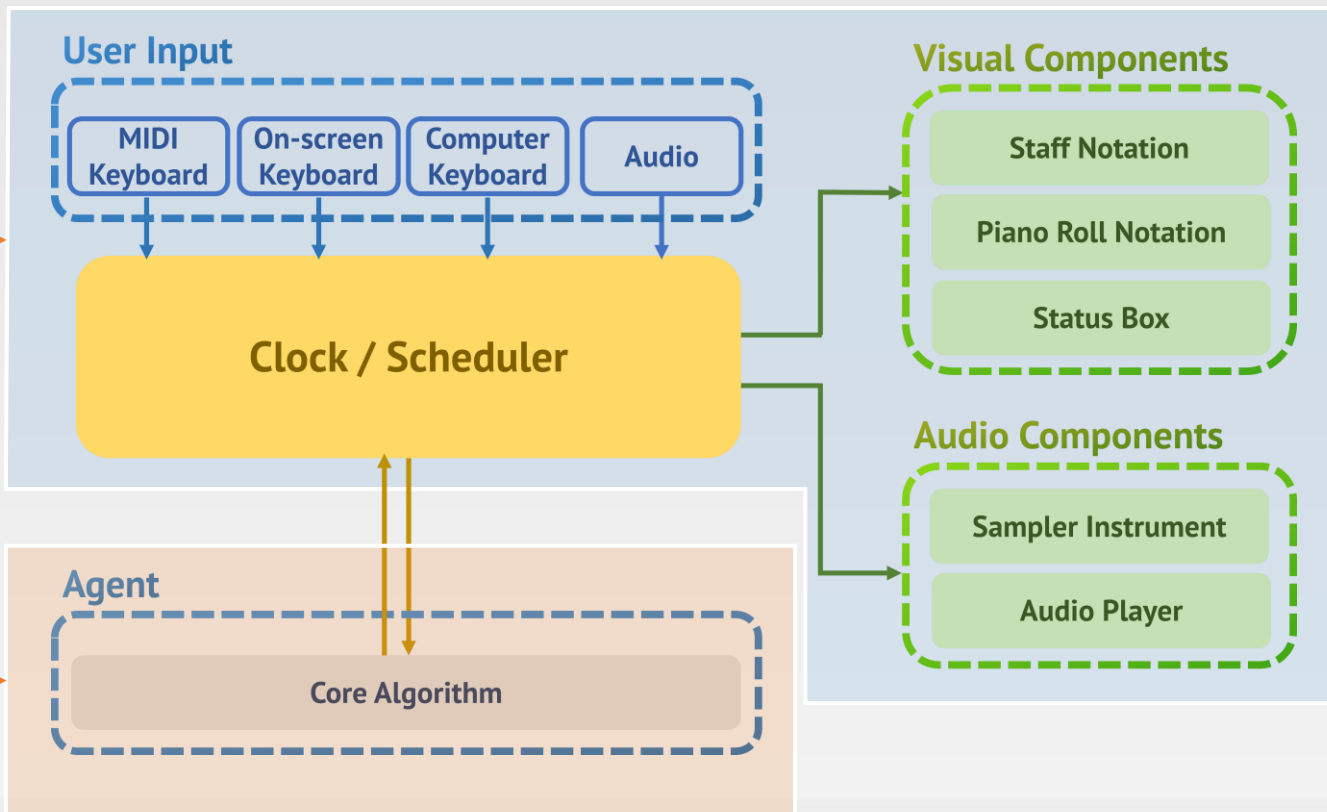 User Input
MIDI
Keyboard
On-screen
Keyboard
Computer
Keyboard
Audio
Clock / Scheduler
Visual Components
Staff Notation
Piano Roll Notation
Status Box
Audio Components
Sampler Instrument
Audio Player
Agent
Core Algorithm